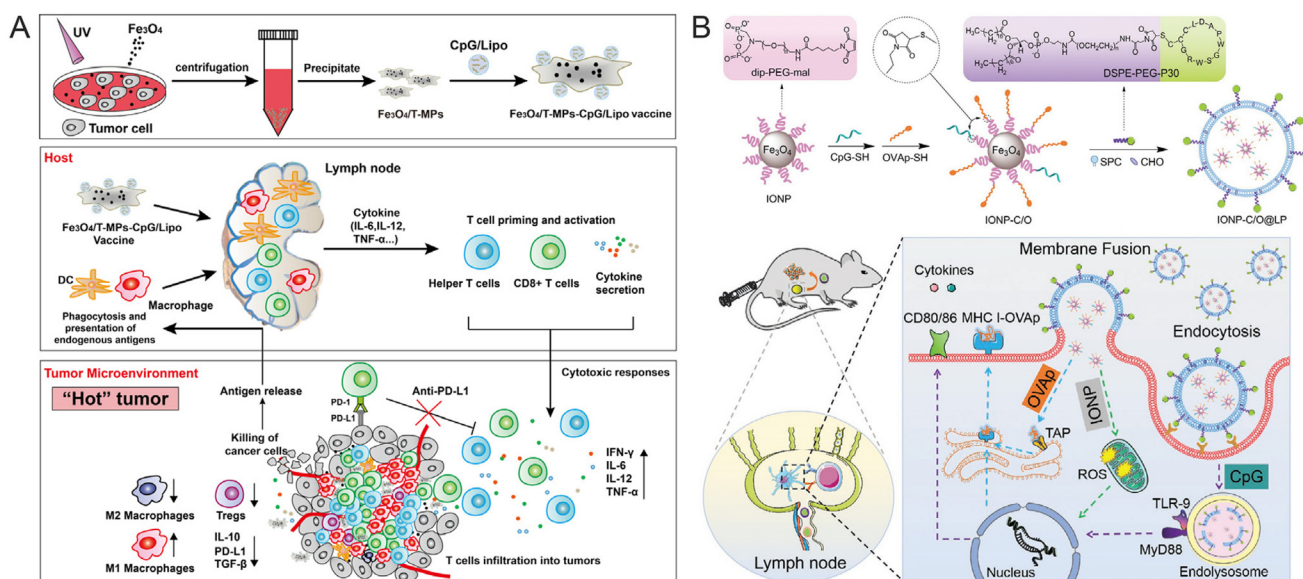 A
UV
Fe3O4
Tumor cell
centrifugation
Precipitate
Fe3O4/T-MPs
CpG/Lipo
Fe3O4/T-MPs-CpG/Lipo vaccine
Host
Fe3O4/T-MPs-CpG/Lipo
Vaccine
DC
Macrophage
Phagocytosis and
presentation of
endogenous antigens
Lymph node
Cytokine
(IL-6,IL-12,
TNF-α...)
T cell priming and activation
Helper T cells
CD8+ T cells
Cytokine
secretion
Tumor Microenvironment
"Hot" tumor
Antigen release
Killing of
cancer cells
PD-1
PD-L1
Anti-PD-L1
Cytotoxic responses
IFN-γ
IL-6
IL-12
TNF-α
M2 Macrophages
M1 Macrophages
Tregs
IL-10
PD-L1
TGF-β
T cells infiltration into tumors
B
dip-PEG-mal
DSPE-PEG-P30
Fe3O4
IONP
CpG-SH
OVAp-SH
Fe3O4
IONP-C/O
SPC
CHO
IONP-C/O@LP
Lymph node
Membrane Fusion
Cytokines
CD80/86
MHC I-OVAp
Endocytosis
OVAp
IONP
TAP
ROS
CpG
TLR-9
MyD88
Endolysosome
Nucleus